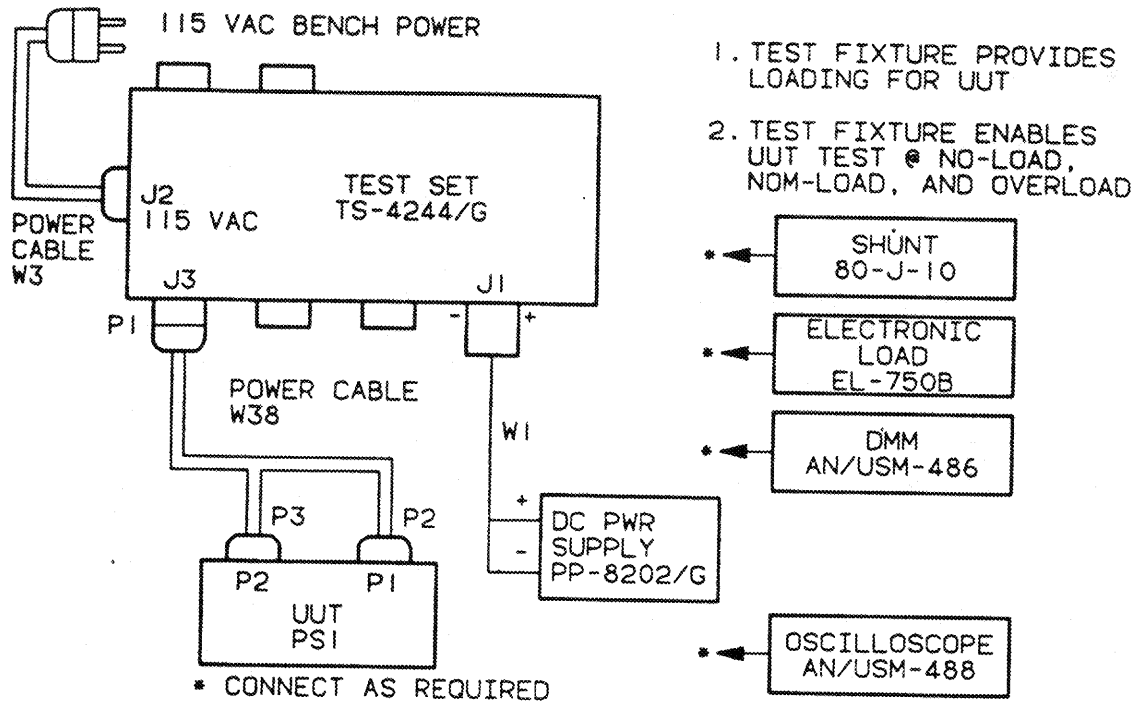 115 VAC BENCH POWER
1. TEST FIXTURE PROVIDES
LOADING FOR UUT
2. TEST FIXTURE ENABLES
UUT TEST @ NO-LOAD,
NOM-LOAD, AND OVERLOAD
J2
115 VAC
TEST SET
TS-4244/G
POWER
CABLE
W3
J3
J1
P1
-
+
POWER CABLE
W38
W1
P3
P2
P2
P1
UUT
PS1
+
-
DC PWR
SUPPLY
PP-8202/G
* SHUNT
80-J-10
* ELECTRONIC
LOAD
EL-750B
* DMM
AN/USM-486
* OSCILLOSCOPE
AN/USM-488
* CONNECT AS REQUIRED